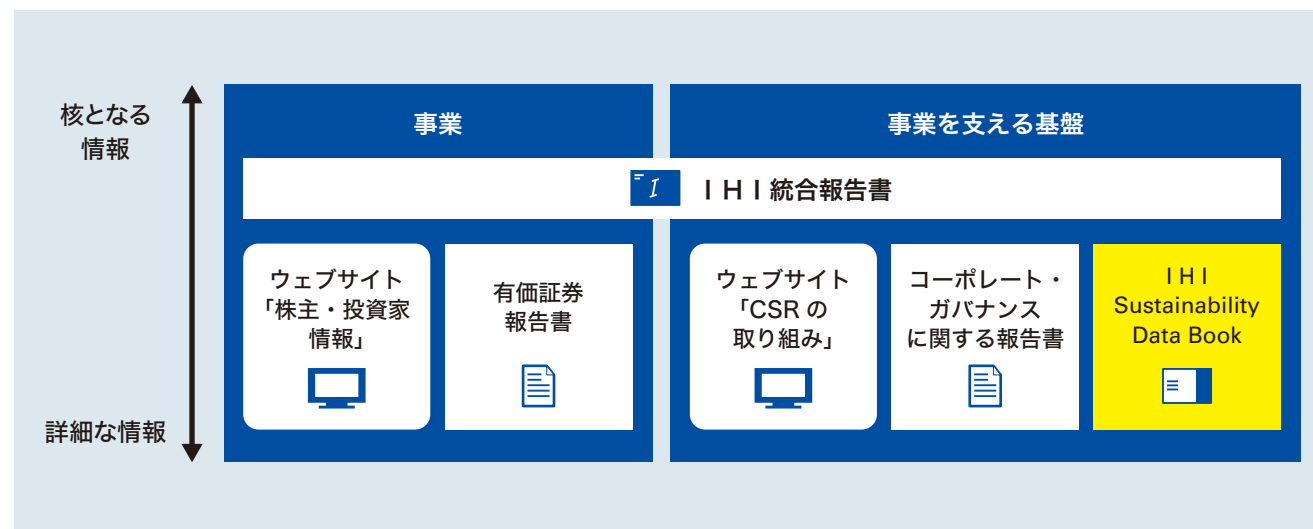 核となる
情報
詳細な情報
事業
事業を支える基盤
I
ＩＨＩ統合報告書
ウェブサイト
「株主・投資家
情報」
有価証券
報告書
ウェブサイト
「CSR の
取り組み」
コーポレート・
ガバナンス
に関する報告書
ＩＨＩ
Sustainability
Data Book